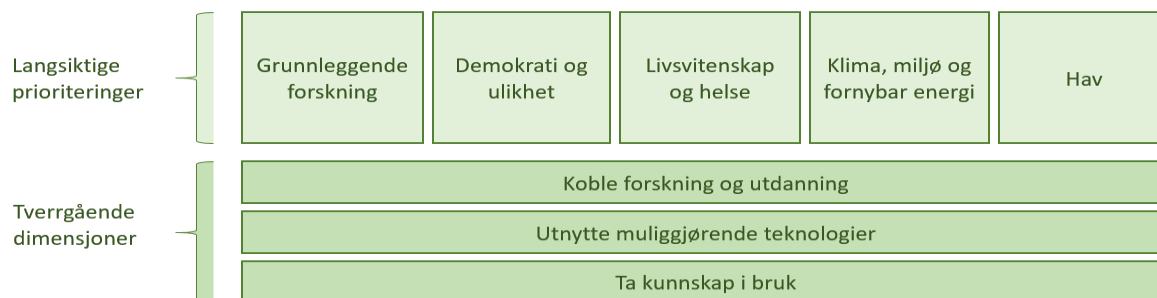 Langsiktige
prioriteringer
Grunnleggende
forskning
Demokrati og
ulikhet
Livsvitenskap
og helse
Klima, miljø og
fornybar energi
Hav
Tverrgående
dimensjoner
Koble forskning og utdanning
Utnytte muliggjørende teknologier
Ta kunnskap i bruk